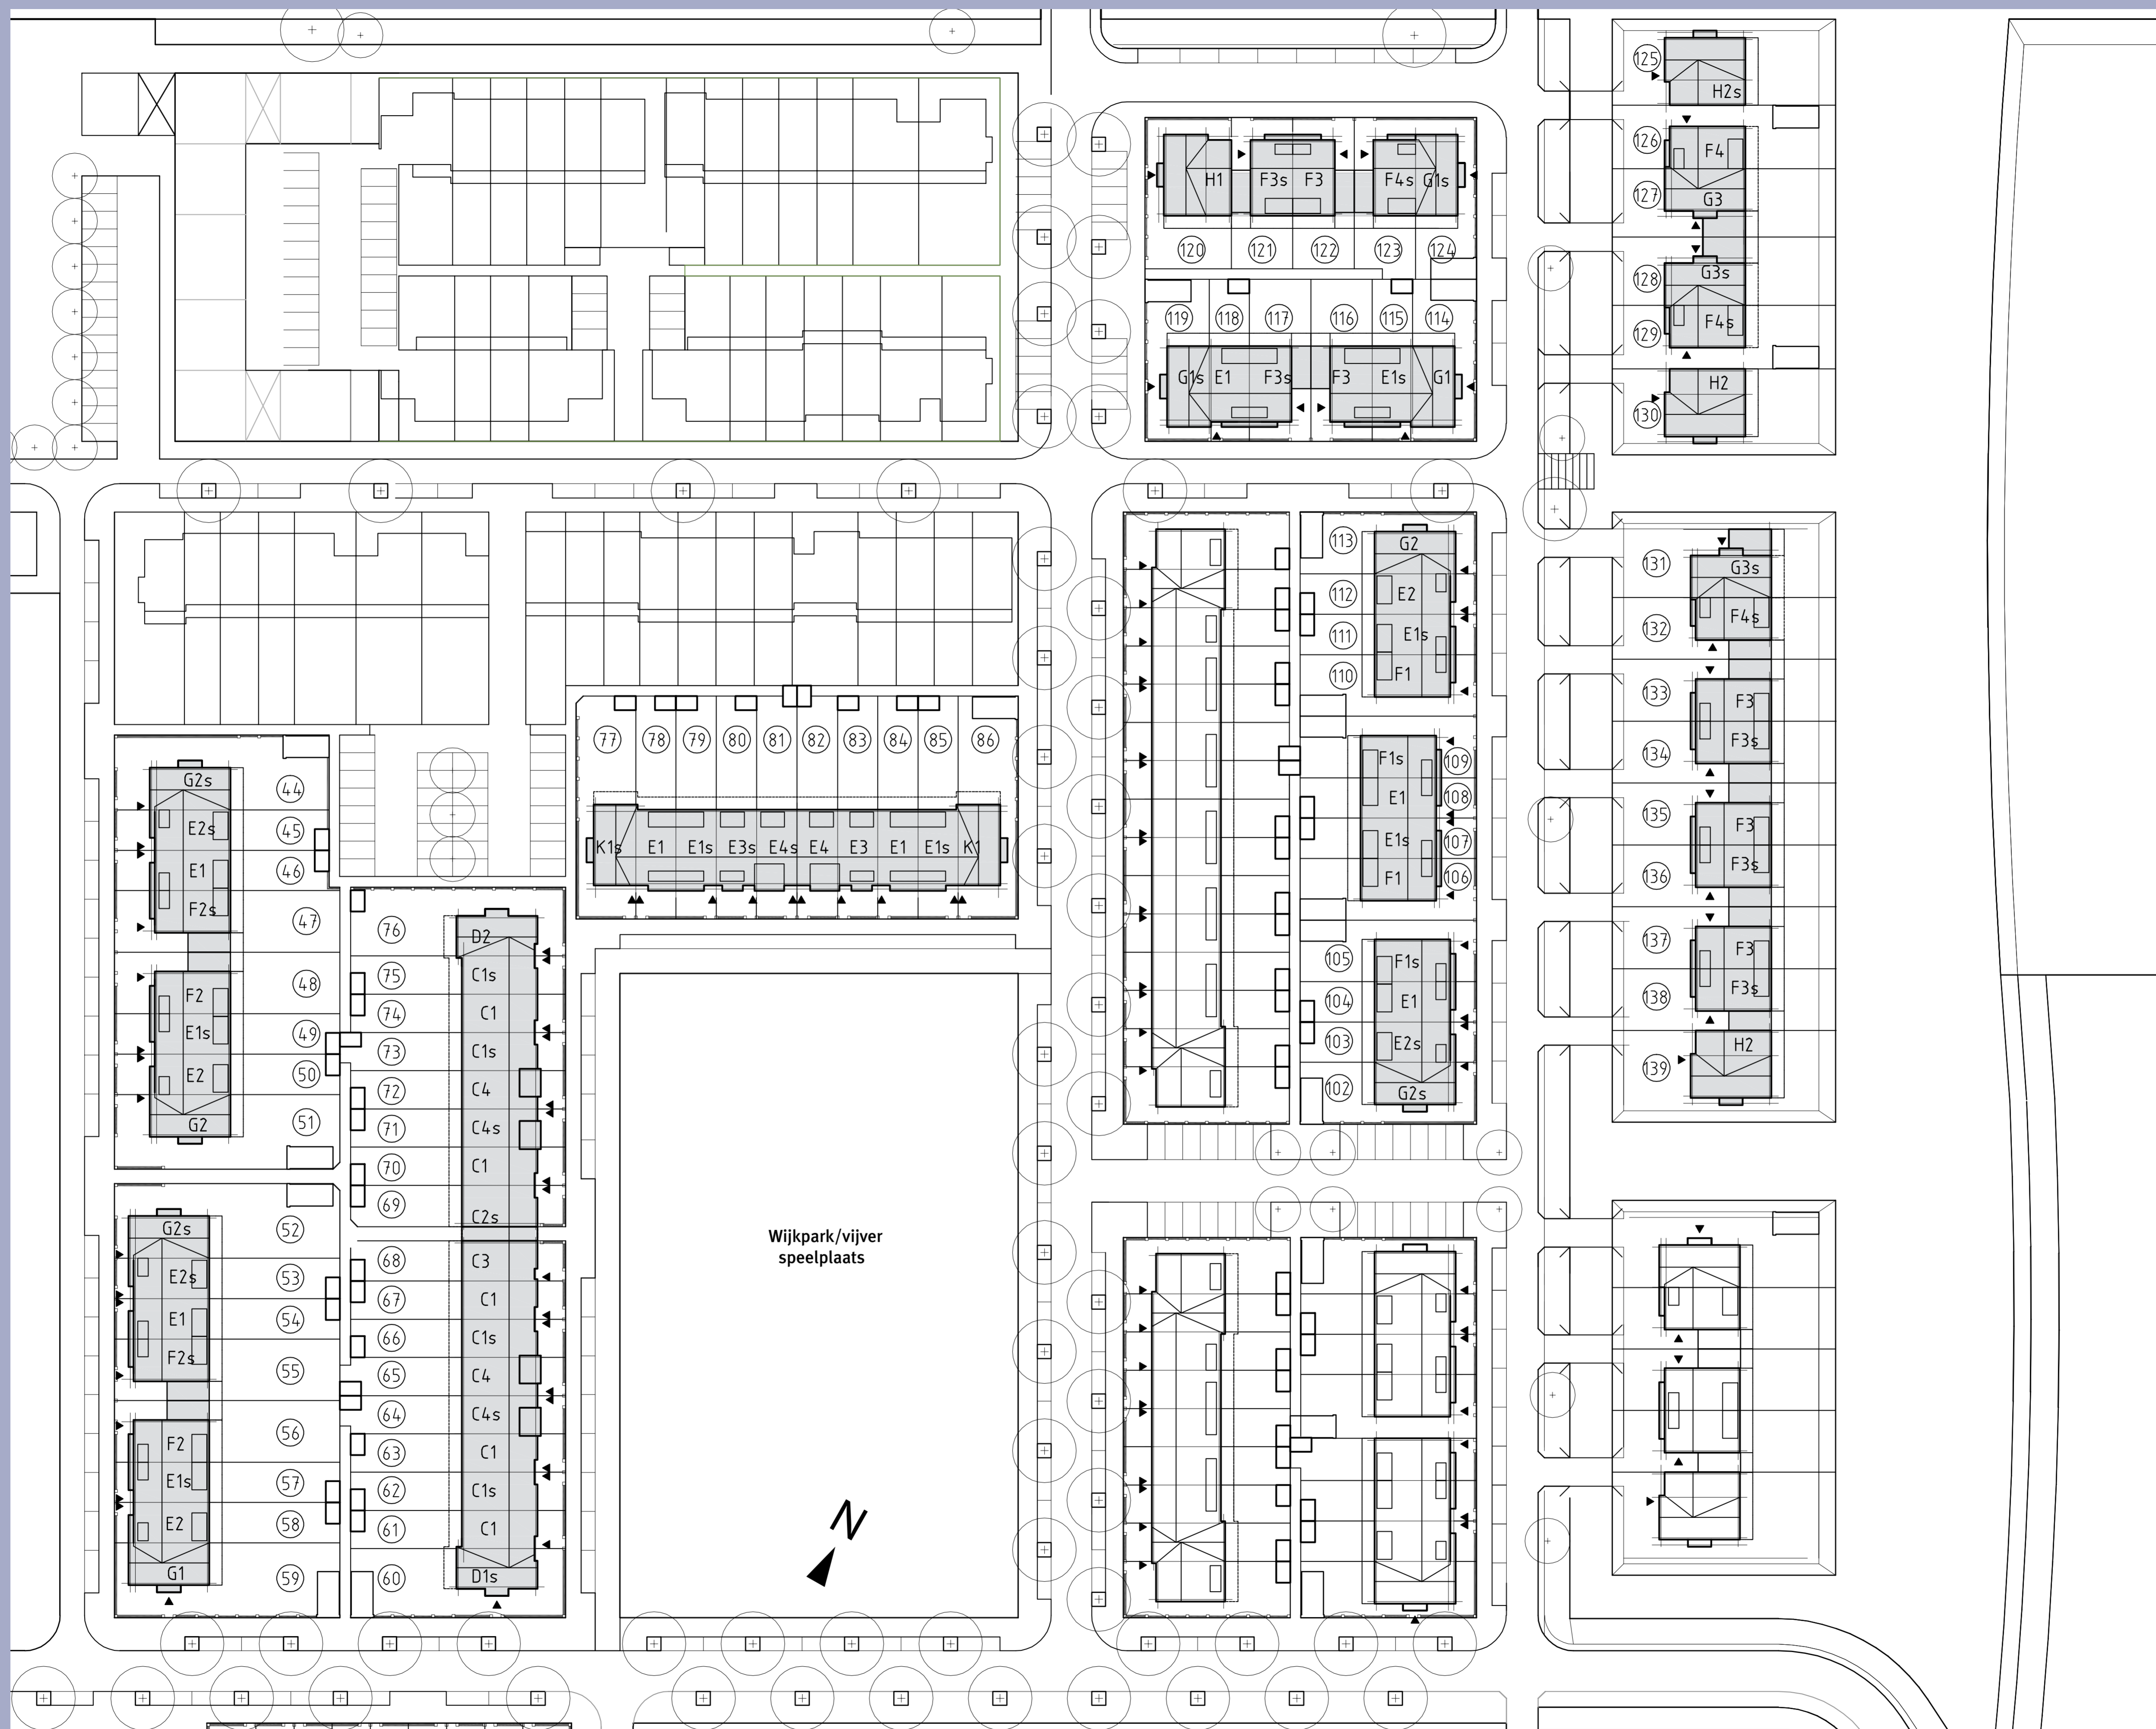 125
H2s
126
F4
127
G3
128
G3s
129
F4s
H2
130
H1
F3s
F3
F4s
G1s
120
121
122
123
124
119
118
117
116
115
114
G1s
E1
F3s
F3
E1s
G1
113
G2
112
E2
111
E1s
110
F1
F1s
109
E1
108
E1s
107
F1
106
105
F1s
104
E1
103
E2s
102
G2s
131
G3s
132
F4s
133
F3
134
F3s
135
F3
136
F3s
137
F3
138
F3s
139
H2
77
78
79
80
81
82
83
84
85
86
K1s
E1
E1s
E3s
E4s
E4
E3
E1
E1s
K1
G2s
44
E2s
45
E1
46
F2s
47
F2
48
E1s
49
E2
50
G2
51
G2s
52
E2s
53
E1
54
F2s
55
F2
56
E1s
57
E2
58
G1
59
76
D2
75
C1s
74
C1
73
C1s
72
C4
71
C4s
70
C1
69
C2s
68
C3
67
C1
66
C1s
65
C4
64
C4s
63
C1
62
C1s
61
C1
60
D1s
Wijkpark/vijver
speelplaats
N